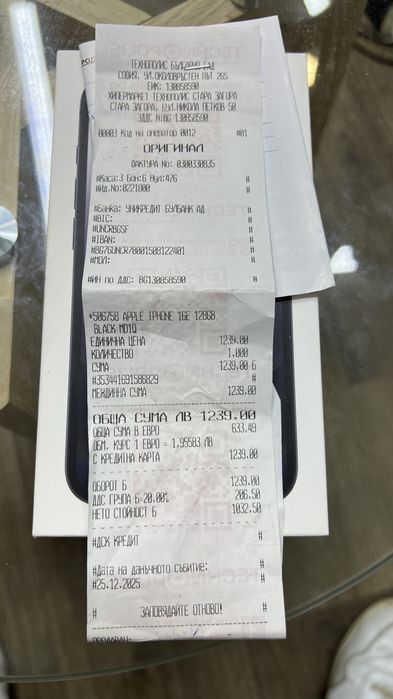 ТЕХНОПОЛИС БЪЛГАРИЯ ЕАД
СОФИЯ, УЛ.ОКОЛОВРЪСТЕН ПЪТ 265
ЕИК: 130858590
ХИПЕРМАРКЕТ ТЕХНОПОЛИС СТАРА ЗАГОРА
СТАРА ЗАГОРА, БУЛ.НИКОЛА ПЕТКОВ 50
ЗДДС N:BG 130858590
00003 Код на оператор 0012 #01
ОРИГИНАЛ
ФАКТУРА No: 0300330835
#Каса:3 Бон:6 Нул:476 #
#Ид.No:0221800 #
#Банка: УНИКРЕДИТ БУЛБАНК АД #
#BIC: #
#UNCRBGSF #
#IBAN: #
#BG76UNCR70001508122401 #
#МОЛ: #
#ИН по ДДС: BG130858590 #
*506758 APPLE IPHONE 16E 128GB
BLACK MD1Q
ЕДИНИЧНА ЦЕНА 1239.00
КОЛИЧЕСТВО 1.000
СУМА 1239.00 Б
#353441691586829 #
МЕЖДИННА СУМА 1239.00
ОБЩА СУМА ЛВ 1239.00
ОБЩА СУМА В ЕВРО 633.49
ОБМ. КУРС 1 ЕВРО = 1,95583 ЛВ
С КРЕДИТНА КАРТА 1239.00
ОБОРОТ Б 1239.00
ДДС ГРУПА Б=20.00% 206.50
НЕТО СТОЙНОСТ Б 1032.50
#ДСК КРЕДИТ #
#Дата на данъчното събитие: #
#25.12.2025 #
# ЗАПОВЯДАЙТЕ ОТНОВО! #
ПРОДАВАЧ: